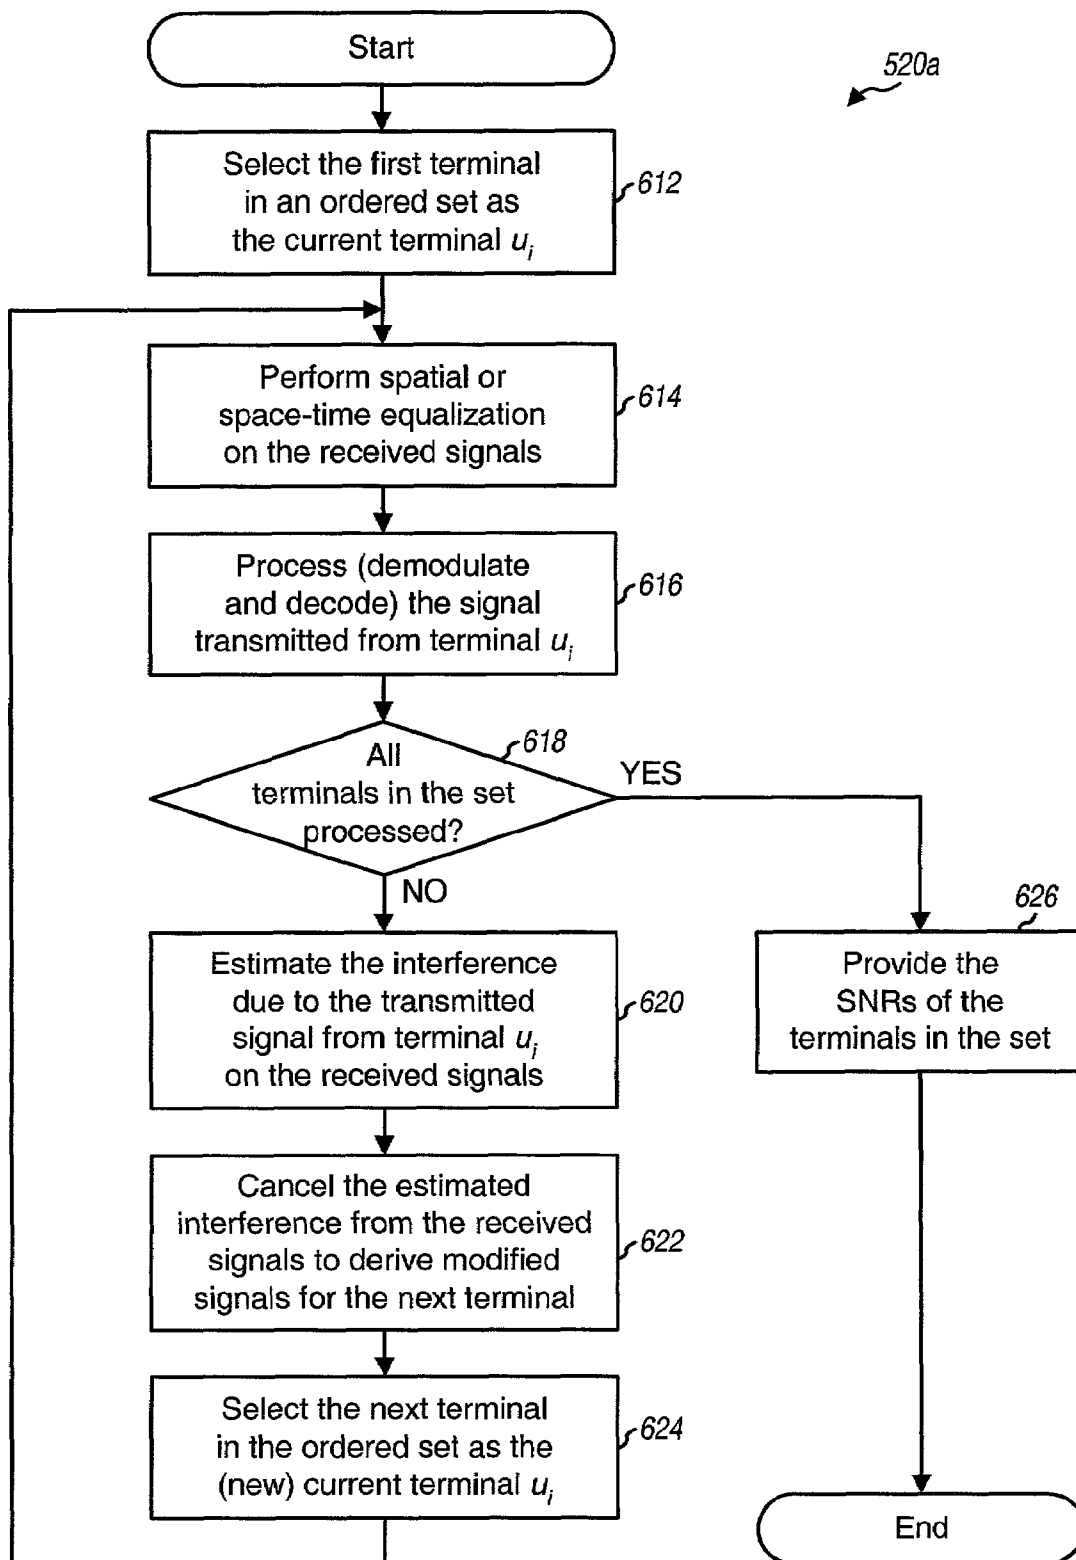 Start
520a
Select the first terminal
in an ordered set as
the current terminal ui
612
Perform spatial or
space-time equalization
on the received signals
614
Process (demodulate
and decode) the signal
transmitted from terminal ui
616
All
terminals in the set
processed?
618
YES
NO
Estimate the interference
due to the transmitted
signal from terminal ui
on the received signals
620
626
Provide the
SNRs of the
terminals in the set
Cancel the estimated
interference from the received
signals to derive modified
signals for the next terminal
622
Select the next terminal
in the ordered set as the
(new) current terminal ui
624
End